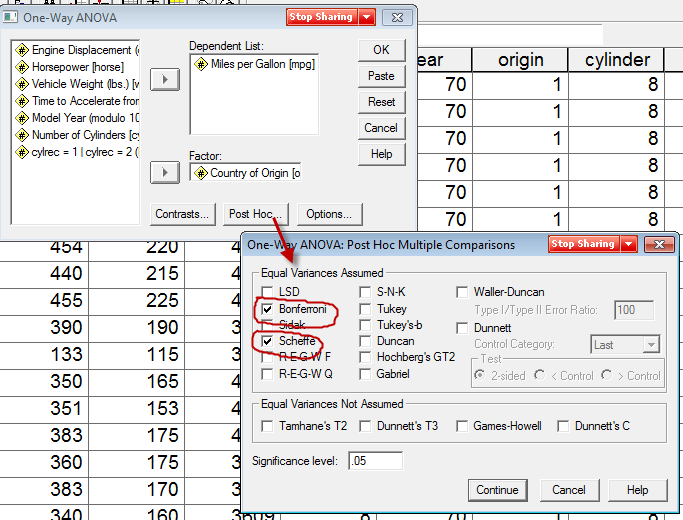 One-Way ANOVA
Stop Sharing
Engine Displacement (
Horsepower [horse]
Vehicle Weight (lbs.) [w
Time to Accelerate from
Model Year (modulo 10
Number of Cylinders [cy
cylrec = 1 | cylrec = 2 (
Dependent List:
Miles per Gallon [mpg]
Factor:
Country of Origin [o
OK
Paste
Reset
Cancel
Help
Contrasts...
Post Hoc...
Options...
ear origin cylinder
70 1 8
70 1 8
70 1 8
70 1 8
70 1 8
70 1 8
454 220 4
440 215 4
455 225 4
390 190 3
133 115 3
350 165 4
351 153 4
383 175 4
360 175 3
383 170 3
340 160 3609 8 70 1 8
One-Way ANOVA: Post Hoc Multiple Comparisons
Stop Sharing
Equal Variances Assumed
LSD
Bonferroni
Sidak
Scheffe
R-E-G-W F
R-E-G-W Q
S-N-K
Tukey
Tukey's-b
Duncan
Hochberg's GT2
Gabriel
Waller-Duncan
Type I/Type II Error Ratio: 100
Dunnett
Control Category: Last
Test
2-sided < Control > Control
Equal Variances Not Assumed
Tamhane's T2 Dunnett's T3 Games-Howell Dunnett's C
Significance level: .05
Continue Cancel Help